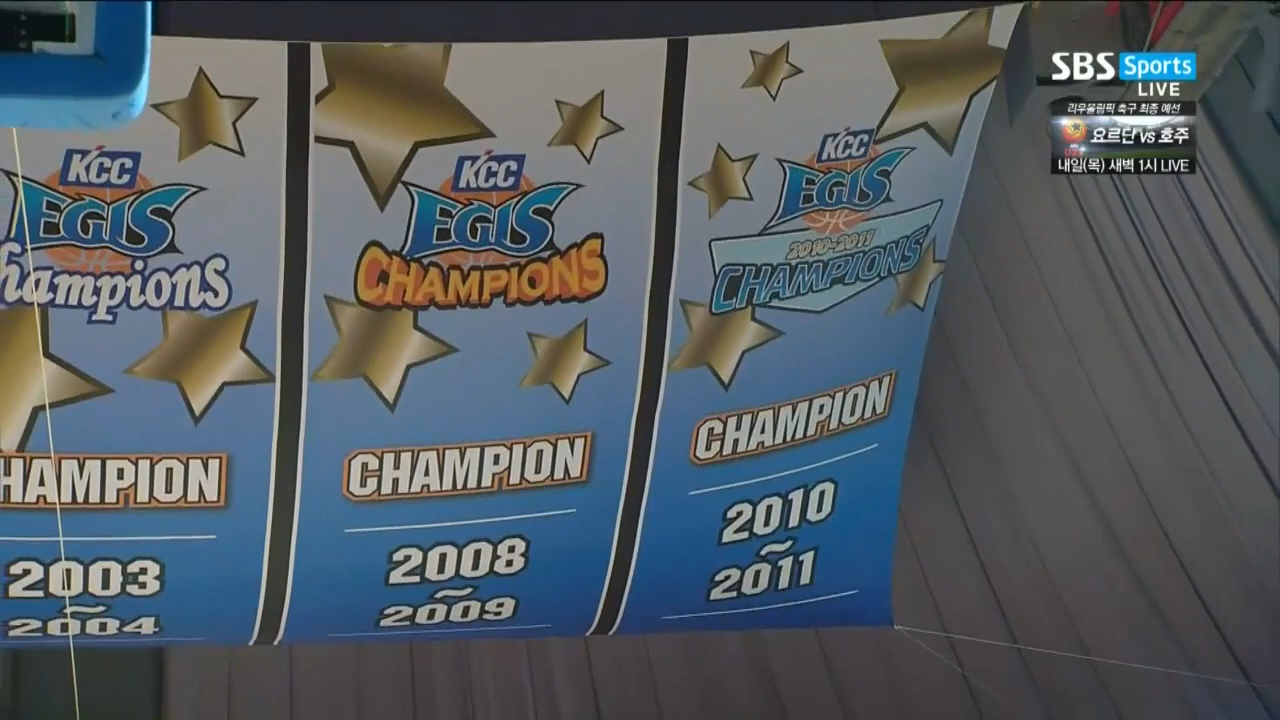 SBS Sports
LIVE
리우올림픽 축구 최종 예선
요르단 vs 호주
내일(목) 새벽 1시 LIVE
KCC
EGIS
hampions
HAMPION
2003
~
2004
KCC
EGIS
CHAMPIONS
CHAMPION
2008
~
2009
KCC
EGIS
2010-2011
CHAMPIONS
CHAMPION
2010
~
2011